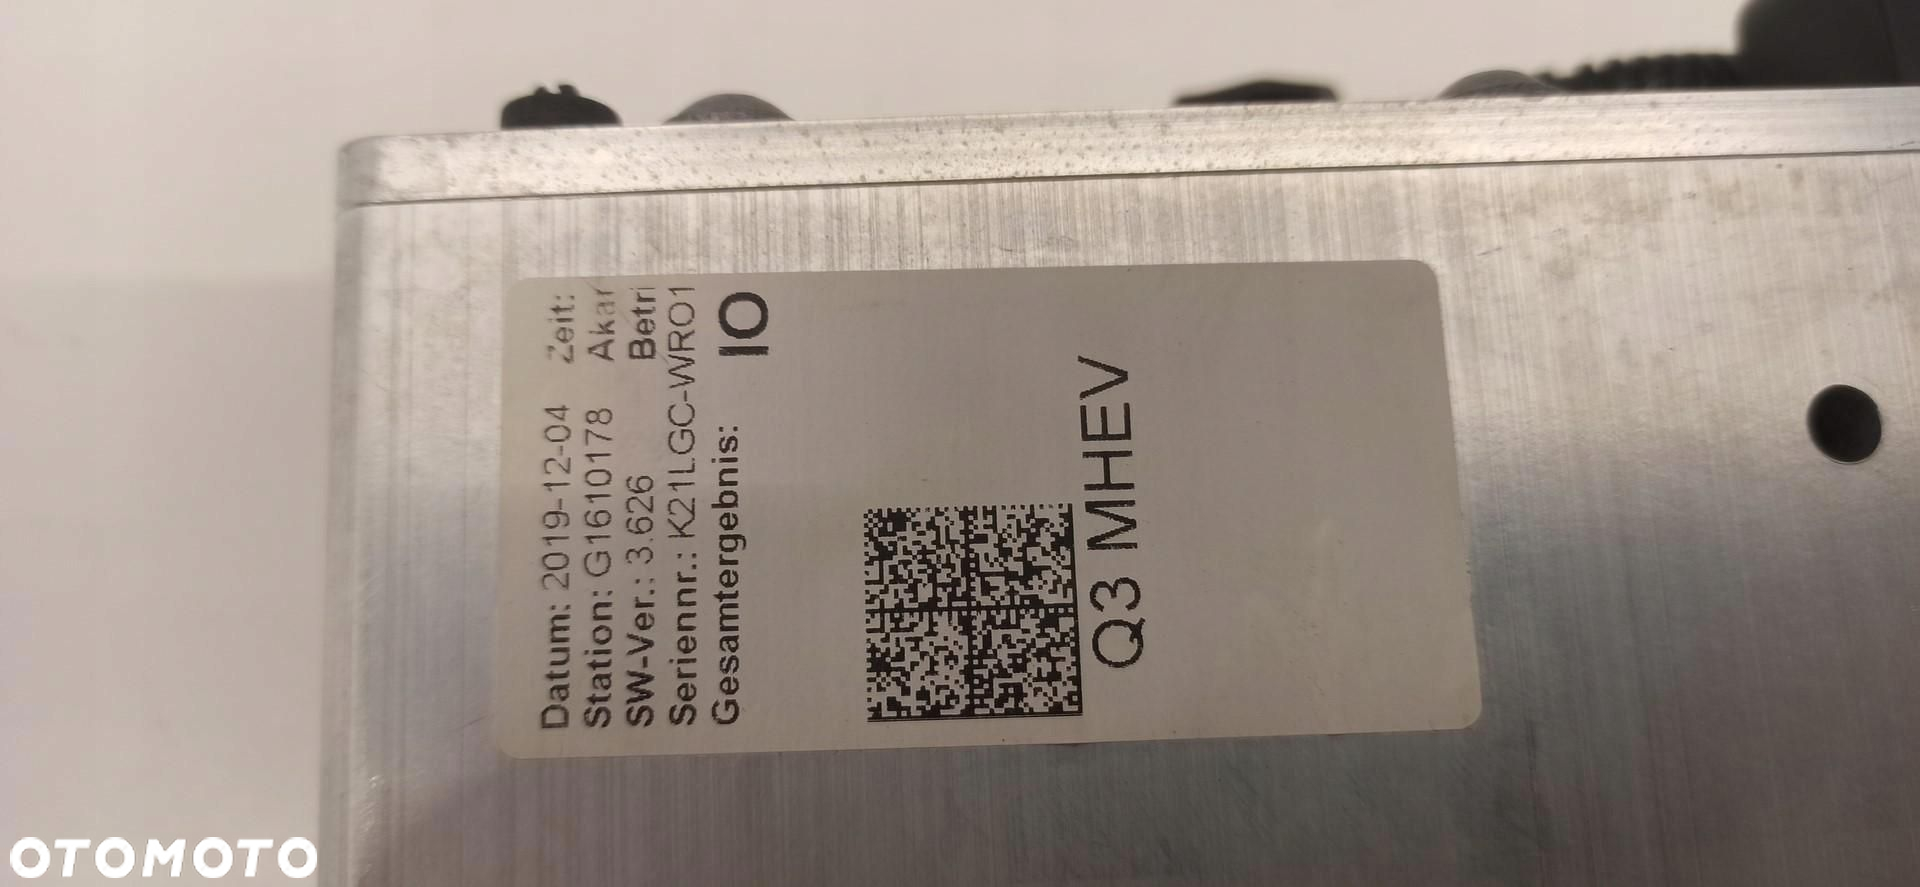 Datum: 2019-12-04 Zeit:
Station: G1610178 Akar
SW-Ver.: 3.626 Betri
Seriennr.: K21LGC-WRO1
Gesamtergebnis: IO
Q3 MHEV
OTOMOTO